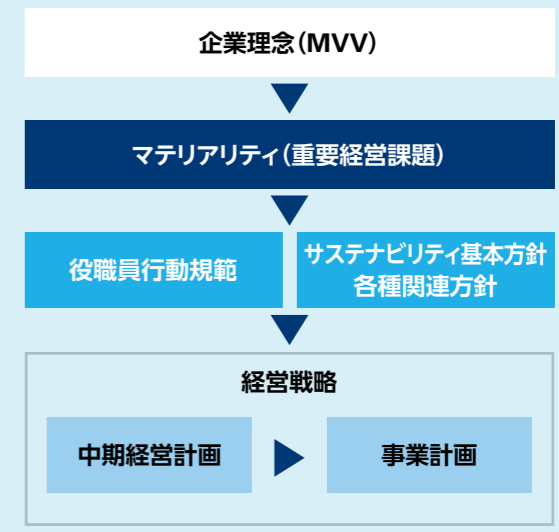 企業理念（MVV）
マテリアリティ（重要経営課題）
役職員行動規範
サステナビリティ基本方針
各種関連方針
経営戦略
中期経営計画
事業計画